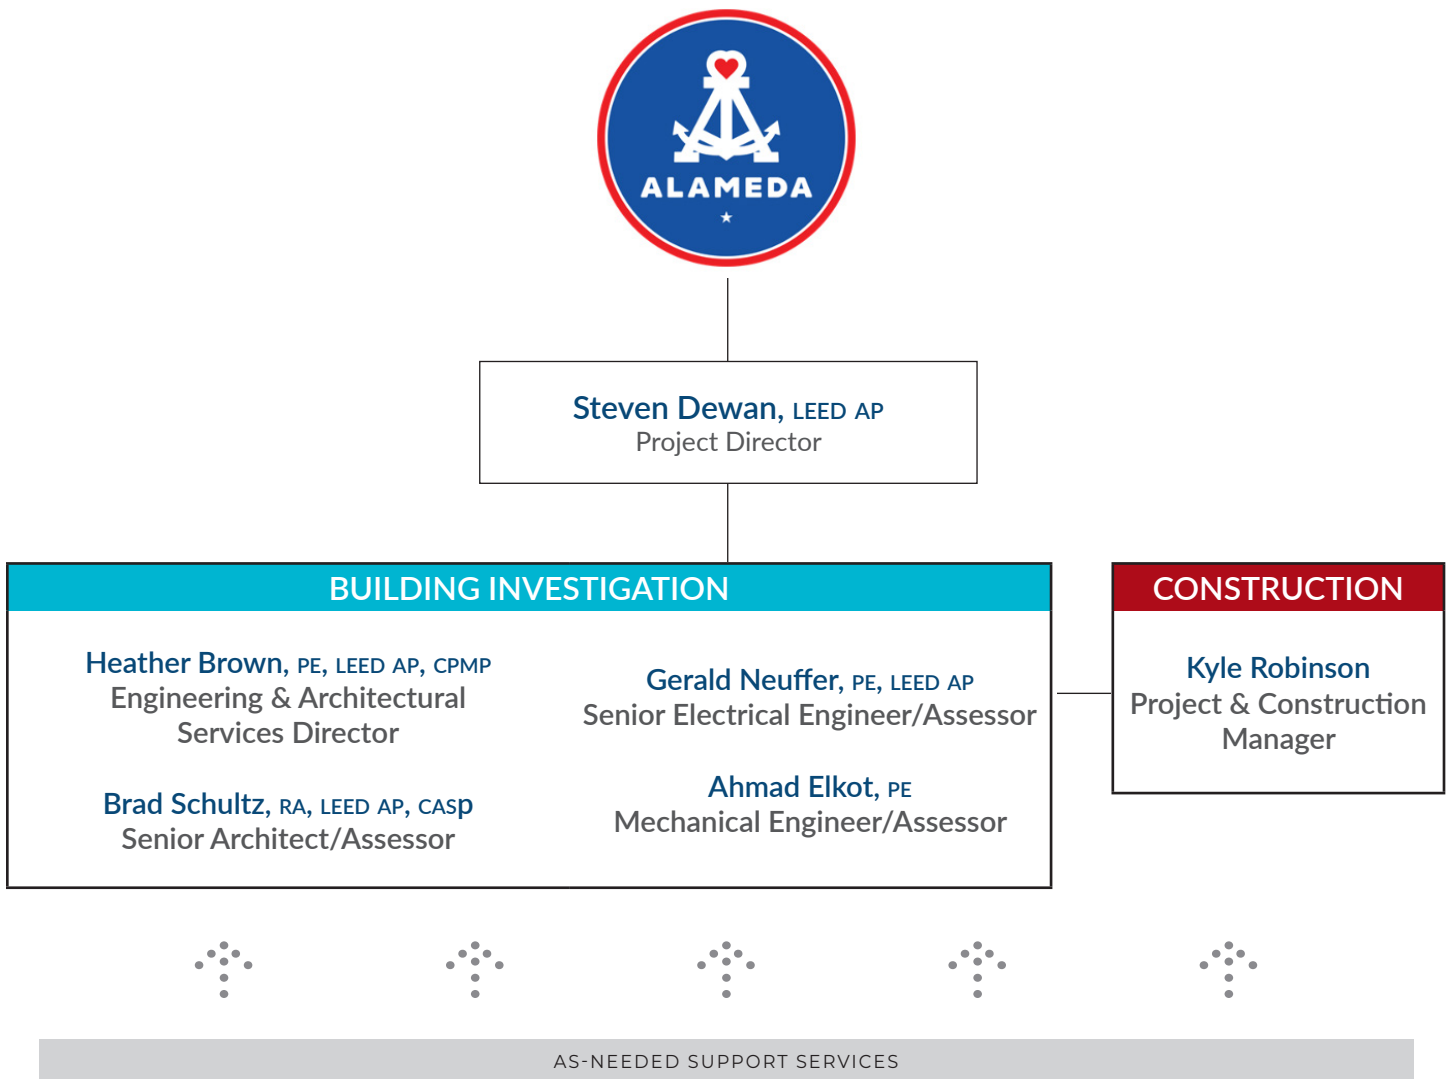 ALAMEDA
Steven Dewan, LEED AP
Project Director
BUILDING INVESTIGATION
Heather Brown, PE, LEED AP, CPMP
Engineering & Architectural
Services Director
Brad Schultz, RA, LEED AP, CASp
Senior Architect/Assessor
Gerald Neuffer, PE, LEED AP
Senior Electrical Engineer/Assessor
Ahmad Elkot, PE
Mechanical Engineer/Assessor
CONSTRUCTION
Kyle Robinson
Project & Construction
Manager
AS-NEEDED SUPPORT SERVICES